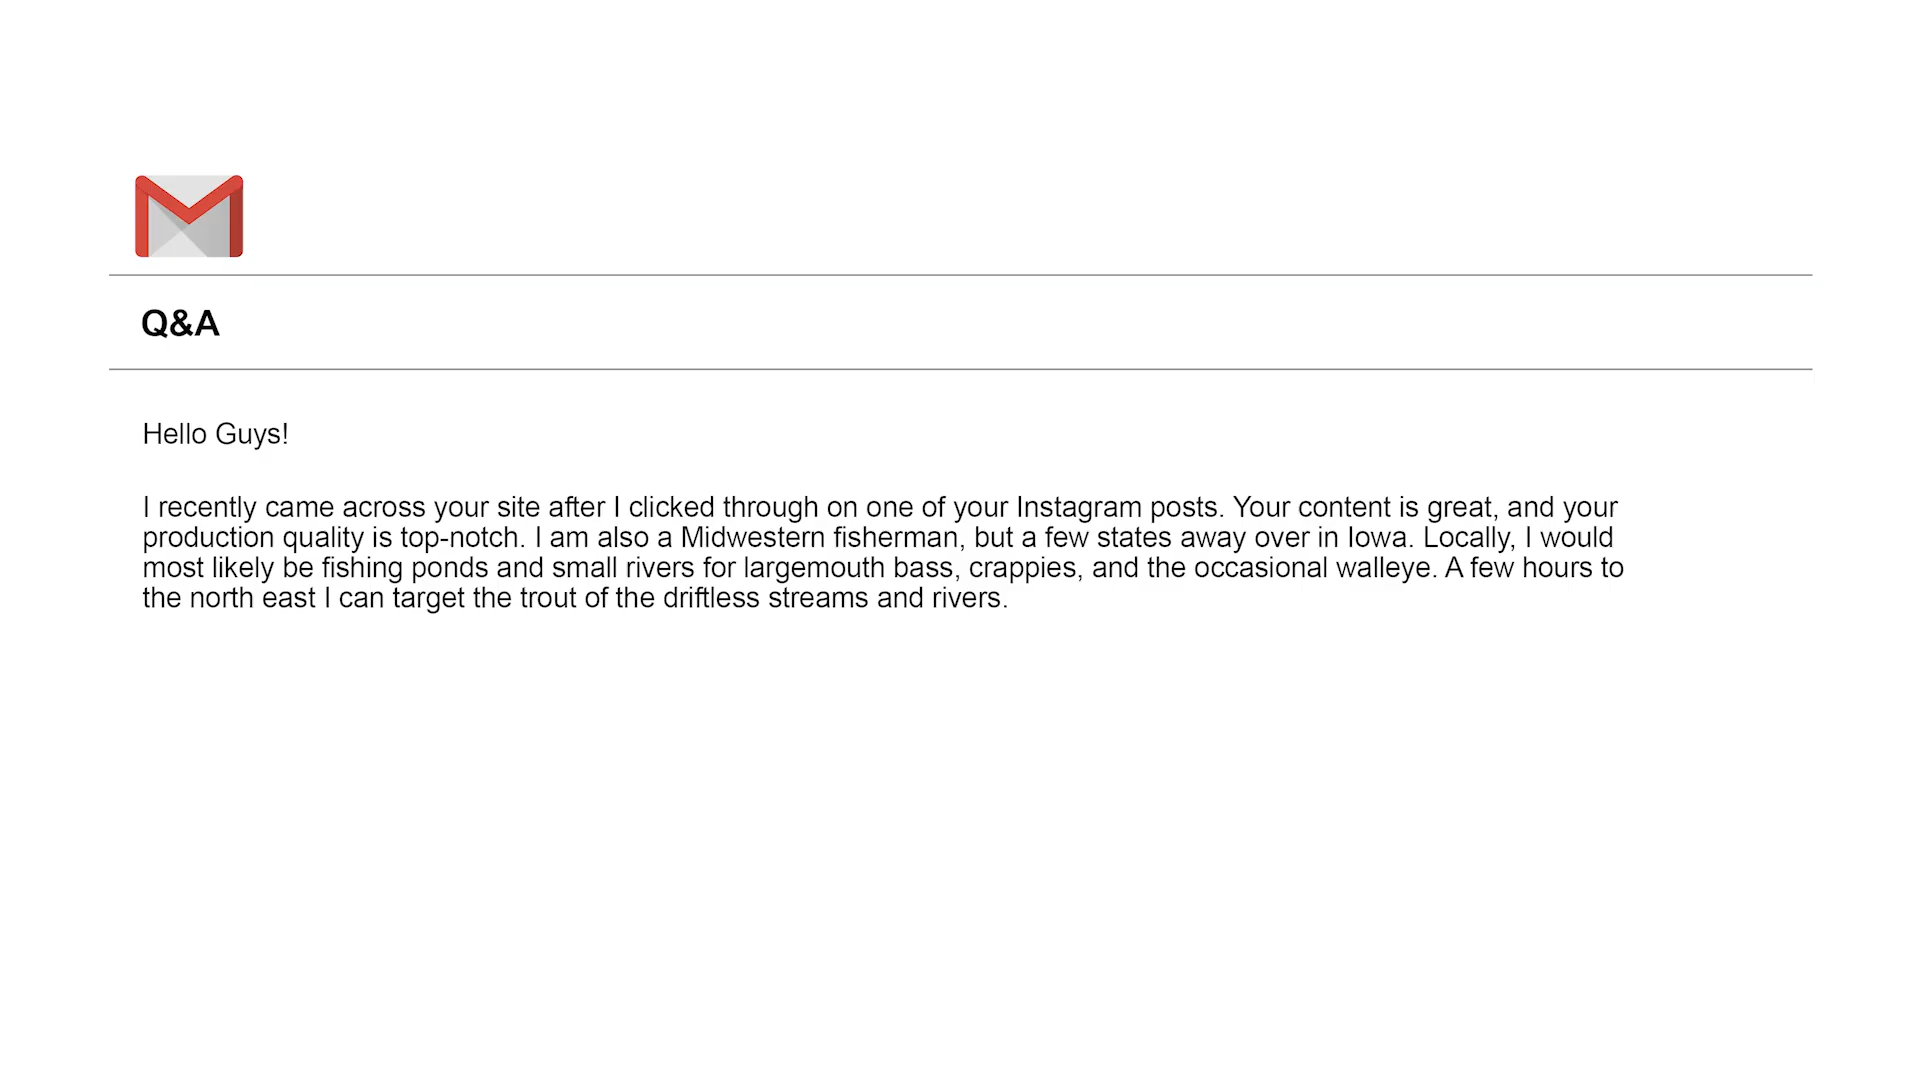 Q&A
Hello Guys!
I recently came across your site after I clicked through on one of your Instagram posts. Your content is great, and your
production quality is top-notch. I am also a Midwestern fisherman, but a few states away over in Iowa. Locally, I would
most likely be fishing ponds and small rivers for largemouth bass, crappies, and the occasional walleye. A few hours to
the north east I can target the trout of the driftless streams and rivers.